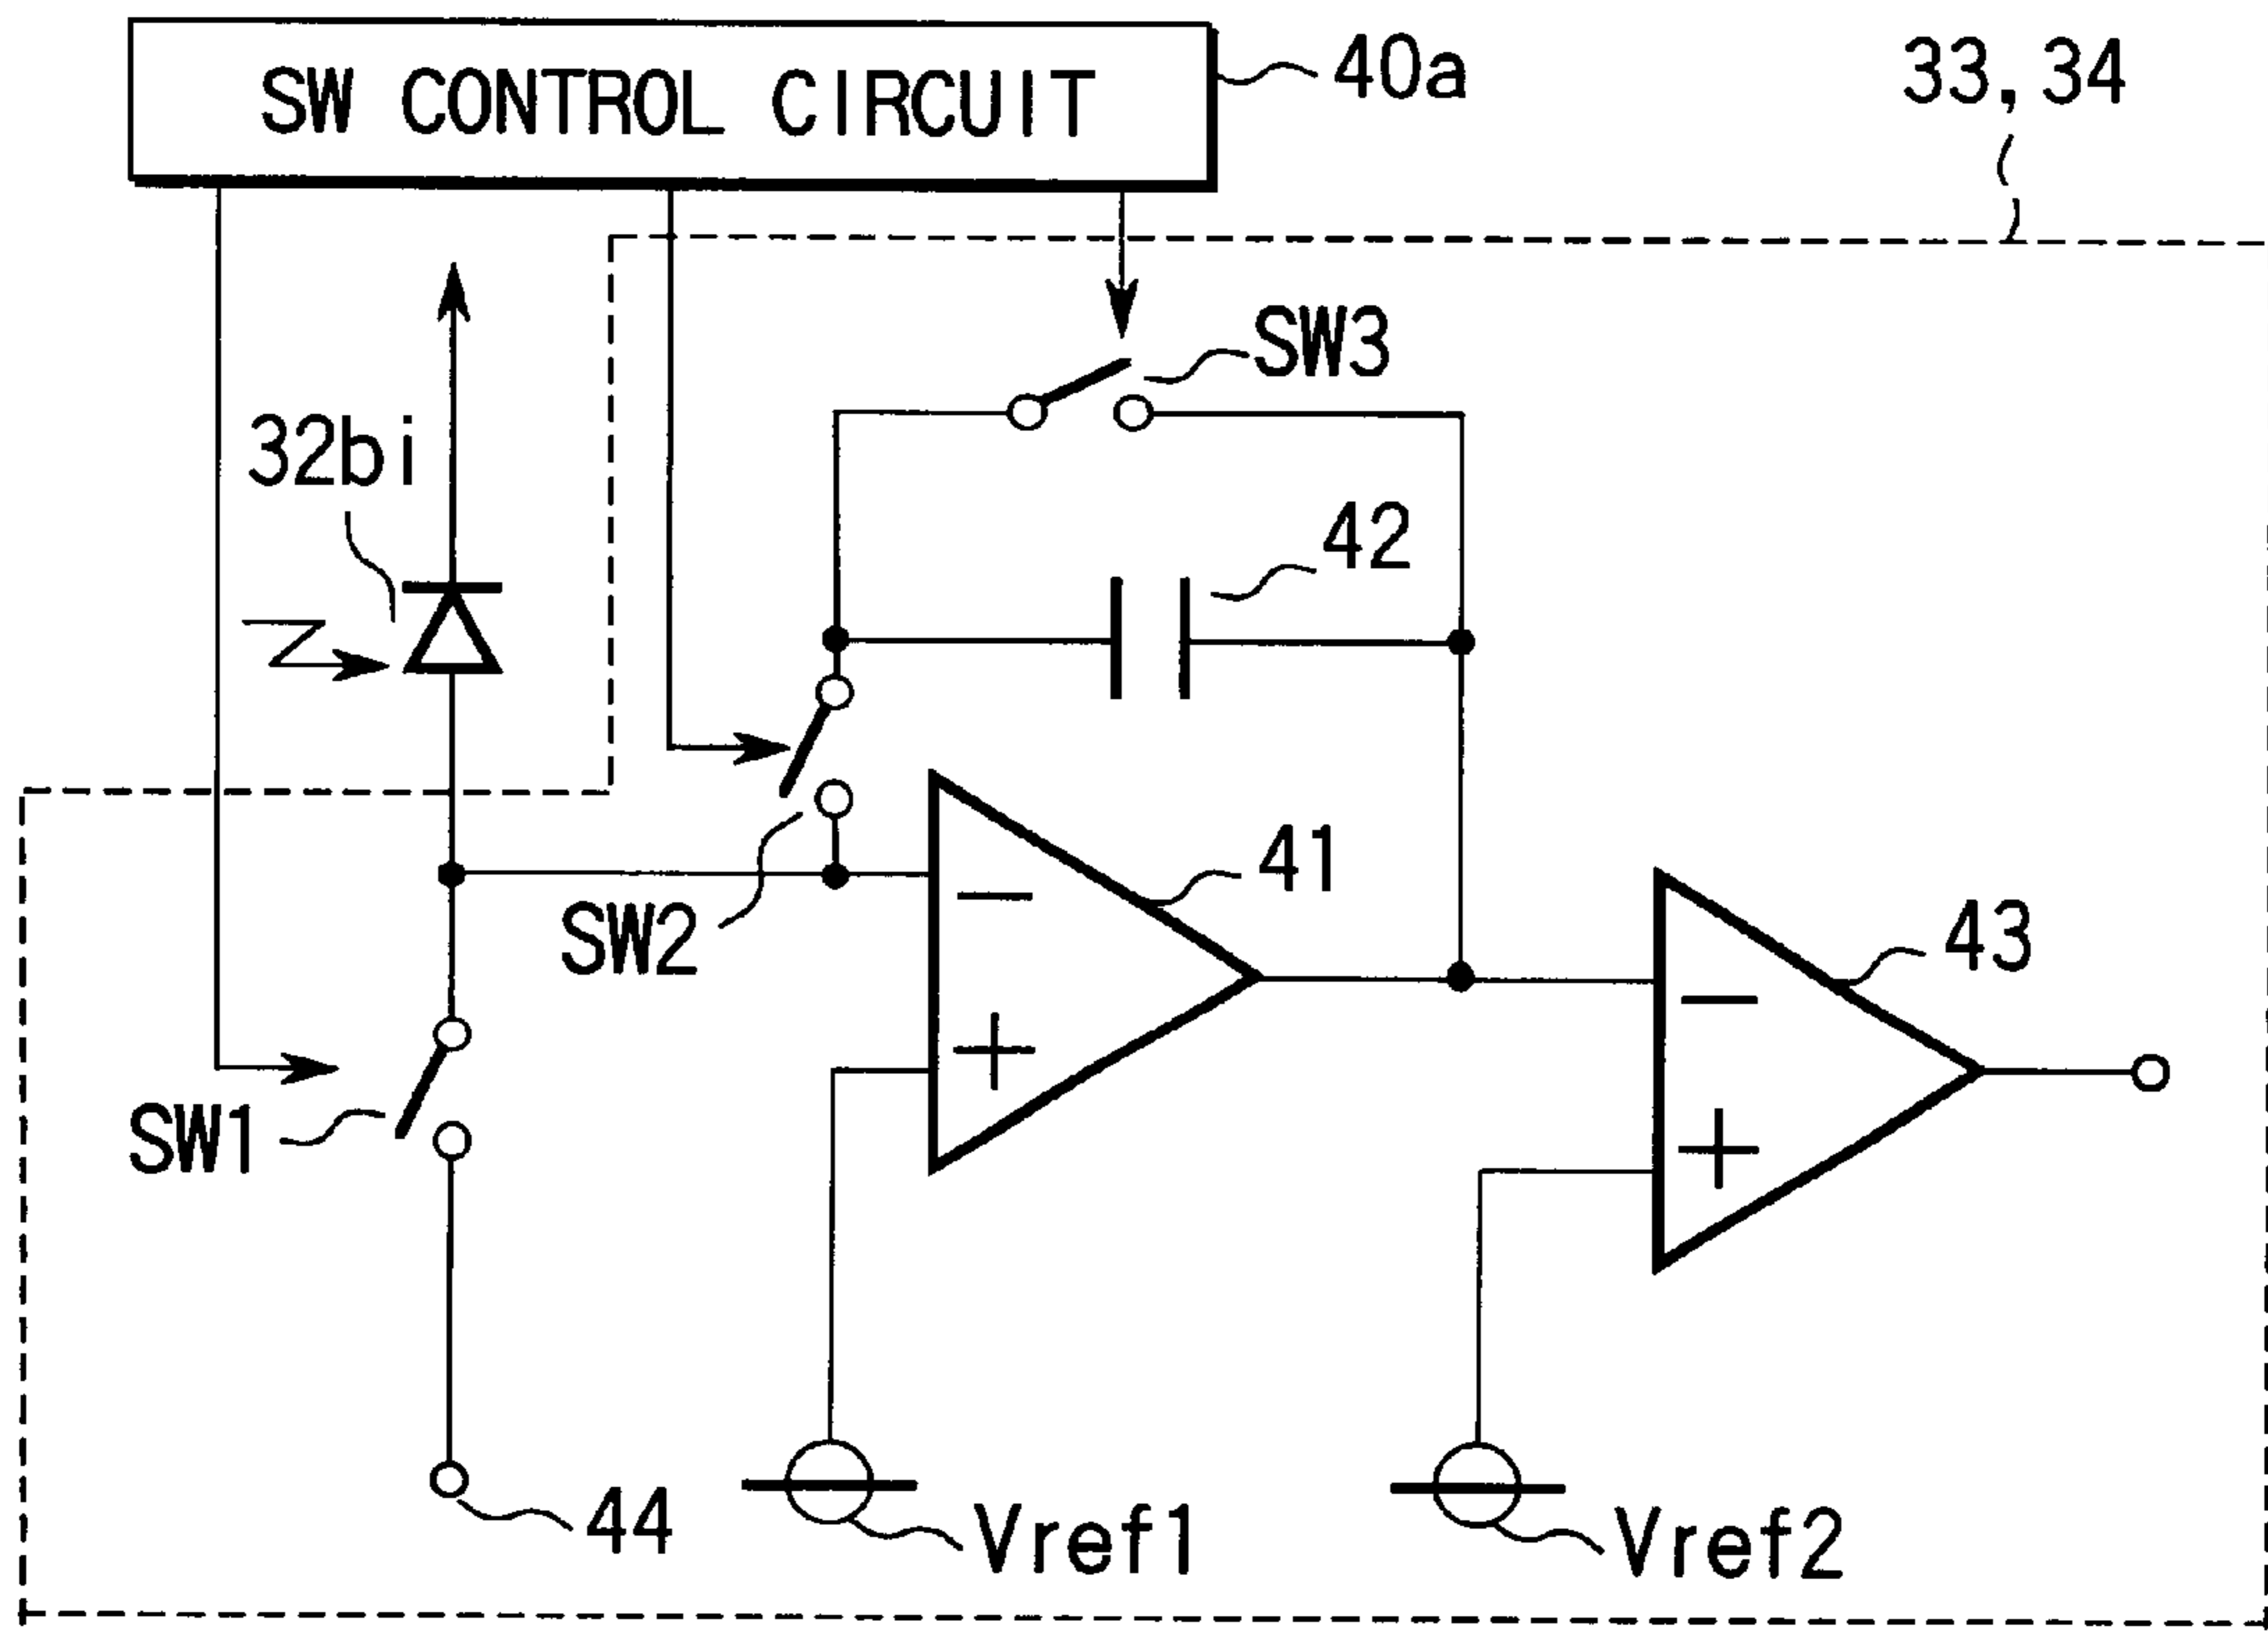 SW CONTROL CIRCUIT
40a
33, 34
SW3
32bi
42
41
SW2
43
SW1
44
Vref1
Vref2